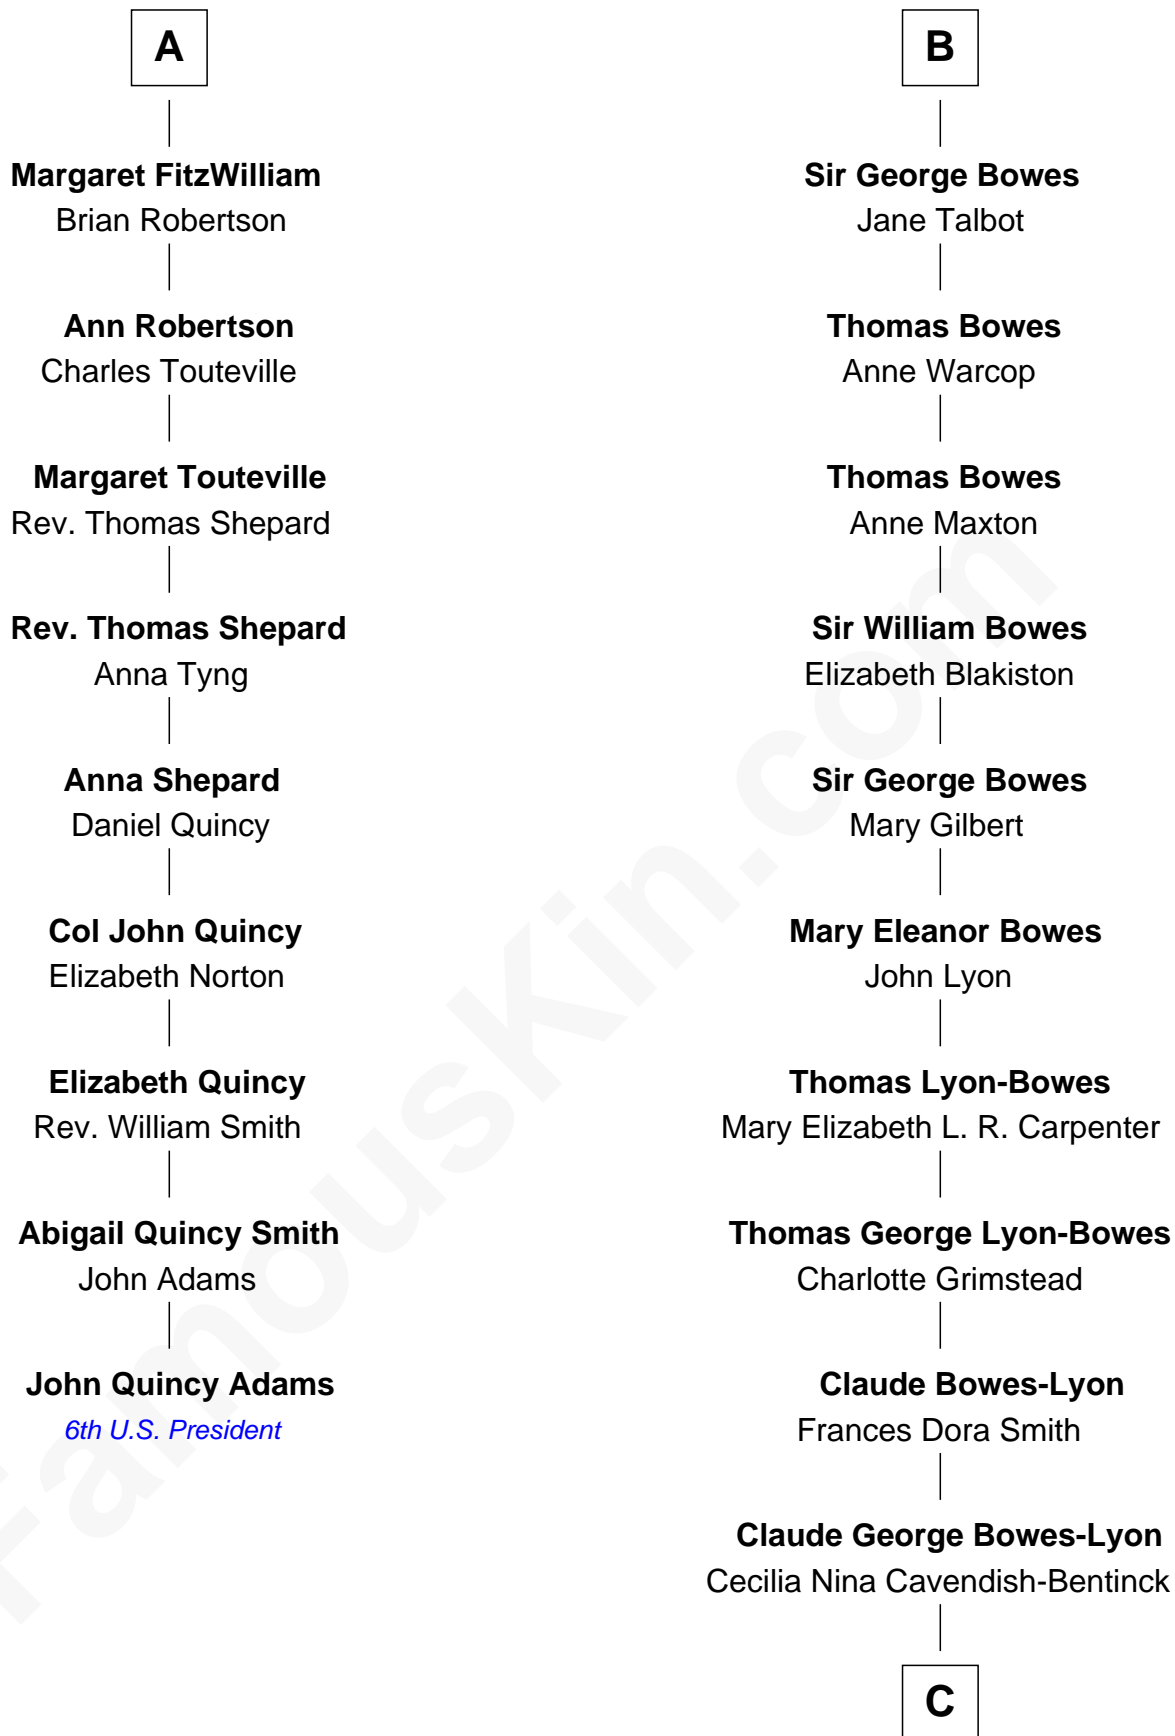 A
Margaret FitzWilliam
Brian Robertson
Ann Robertson
Charles Touteville
Margaret Touteville
Rev. Thomas Shepard
Rev. Thomas Shepard
Anna Tyng
Anna Shepard
Daniel Quincy
Col John Quincy
Elizabeth Norton
Elizabeth Quincy
Rev. William Smith
Abigail Quincy Smith
John Adams
John Quincy Adams
6th U.S. President
B
Sir George Bowes
Jane Talbot
Thomas Bowes
Anne Warcop
Thomas Bowes
Anne Maxton
Sir William Bowes
Elizabeth Blakiston
Sir George Bowes
Mary Gilbert
Mary Eleanor Bowes
John Lyon
Thomas Lyon-Bowes
Mary Elizabeth L. R. Carpenter
Thomas George Lyon-Bowes
Charlotte Grimstead
Claude Bowes-Lyon
Frances Dora Smith
Claude George Bowes-Lyon
Cecilia Nina Cavendish-Bentinck
C
FamousKin.com